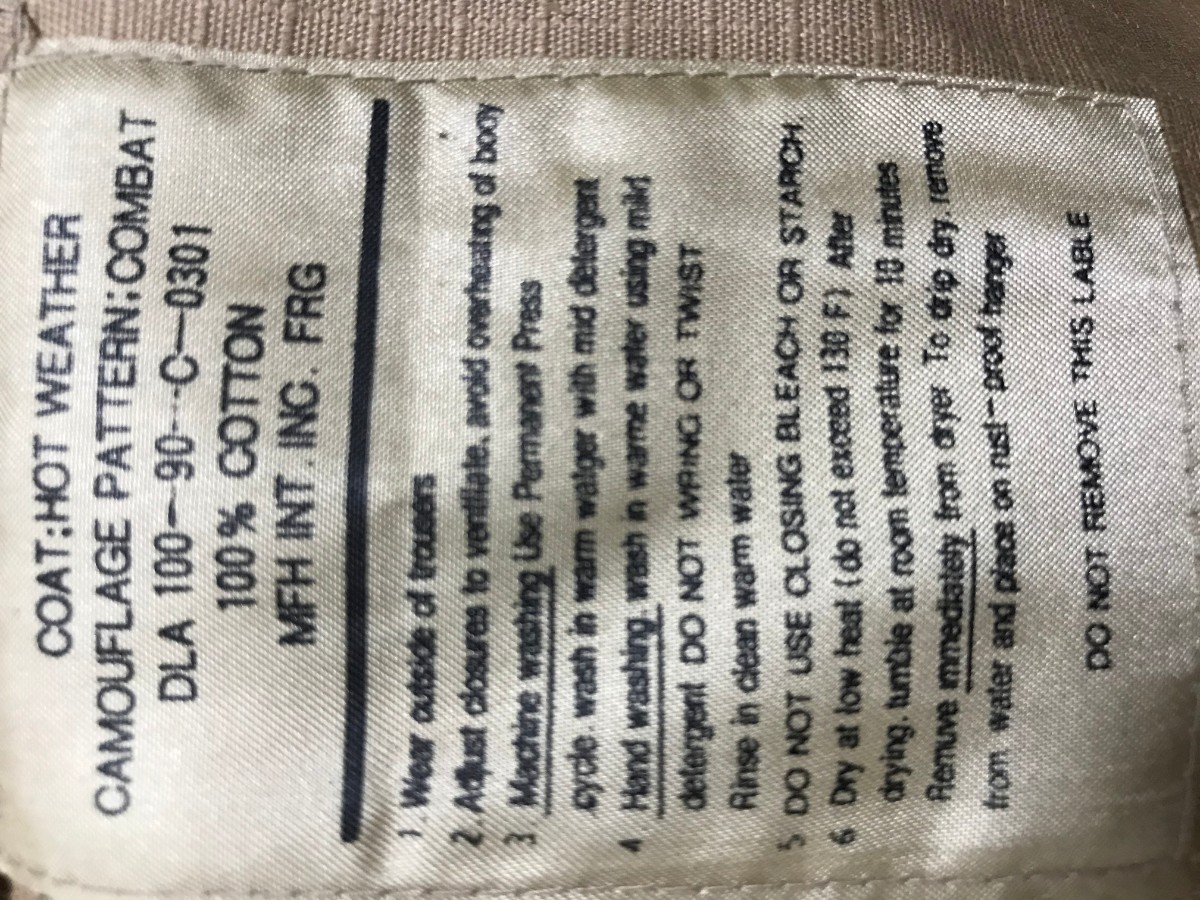 COAT:HOT WEATHER
CAMOUFLAGE PATTERN:COMBAT
DLA 100--90---C--0301
100% COTTON
MFH INT. INC. FRG
1. Wear outside of trousers
2. Adjust closures to ventilate. avoid overheating of booy
3. Machine washing Use Permanent Press
cycle. wash in warm walger with mid detergent
4 Hand washing. wash in warme water using mild
detergent DO NOT WRING OR TWIST
Rinse in clean warm water
5 DO NOT USE CLOSING BLEACH OR STARCH.
6 Dry at low heat (do not exceed 130 F) After
drying. tumble at room temperature for 10 minutes
Remuve immediately from dryer To drip dry. remove
from water and place on rust-proof hanger
DO NOT REMOVE THIS LABLE